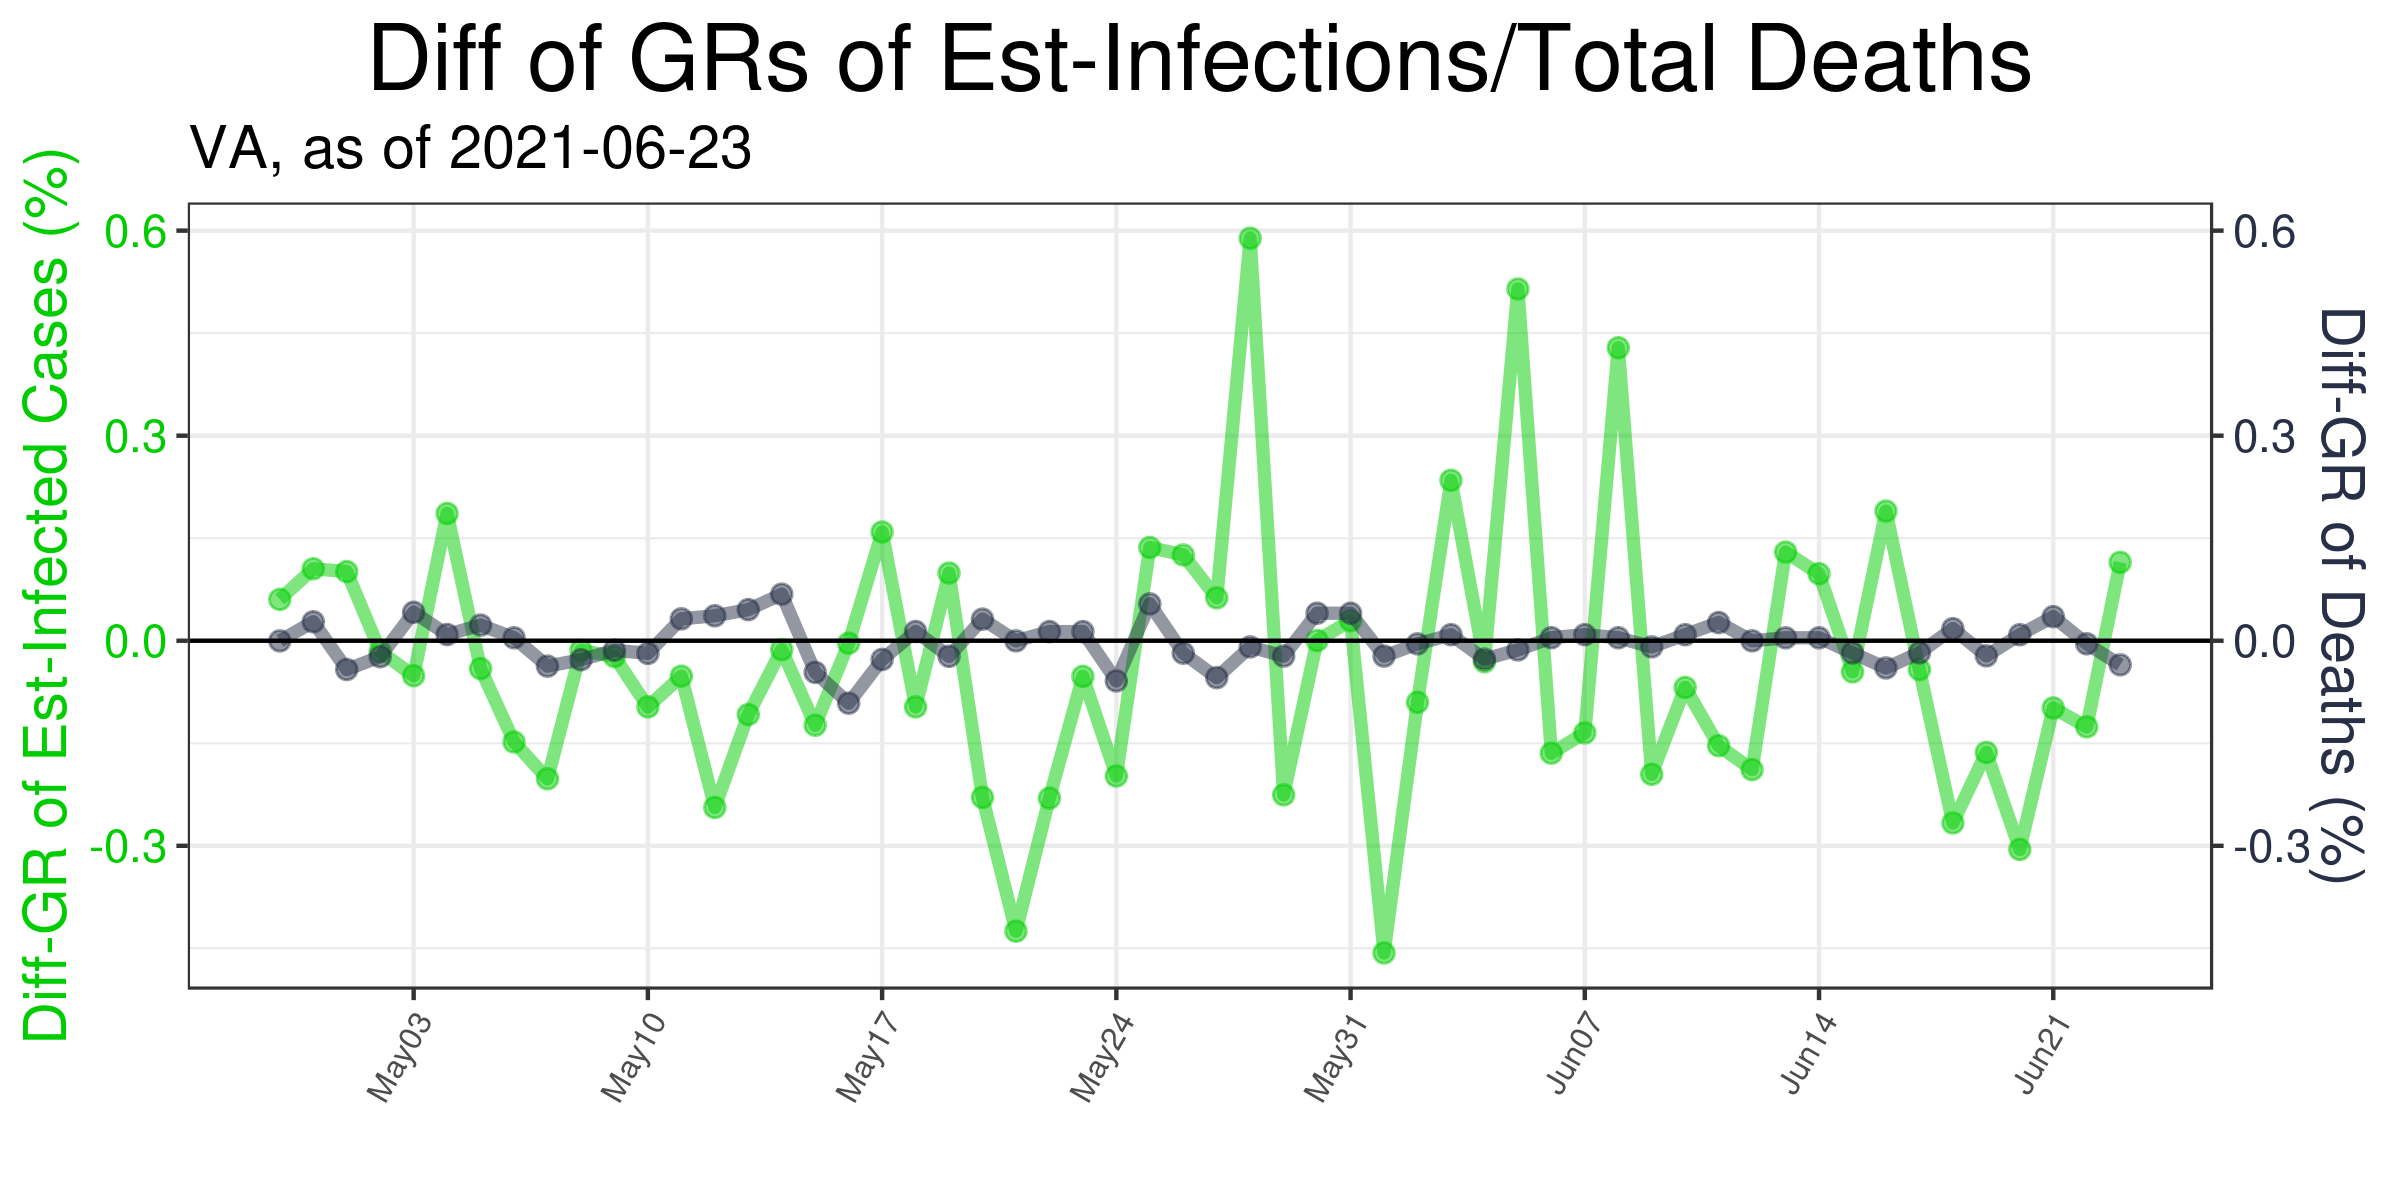 Diff of GRs of Est-Infections/Total Deaths
VA, as of 2021-06-23
Diff-GR of Est-Infected Cases (%)
0.6
0.3
0.0
-0.3
0.6
0.3
0.0
-0.3
Diff-GR of Deaths (%)
May03
May10
May17
May24
May31
Jun07
Jun14
Jun21